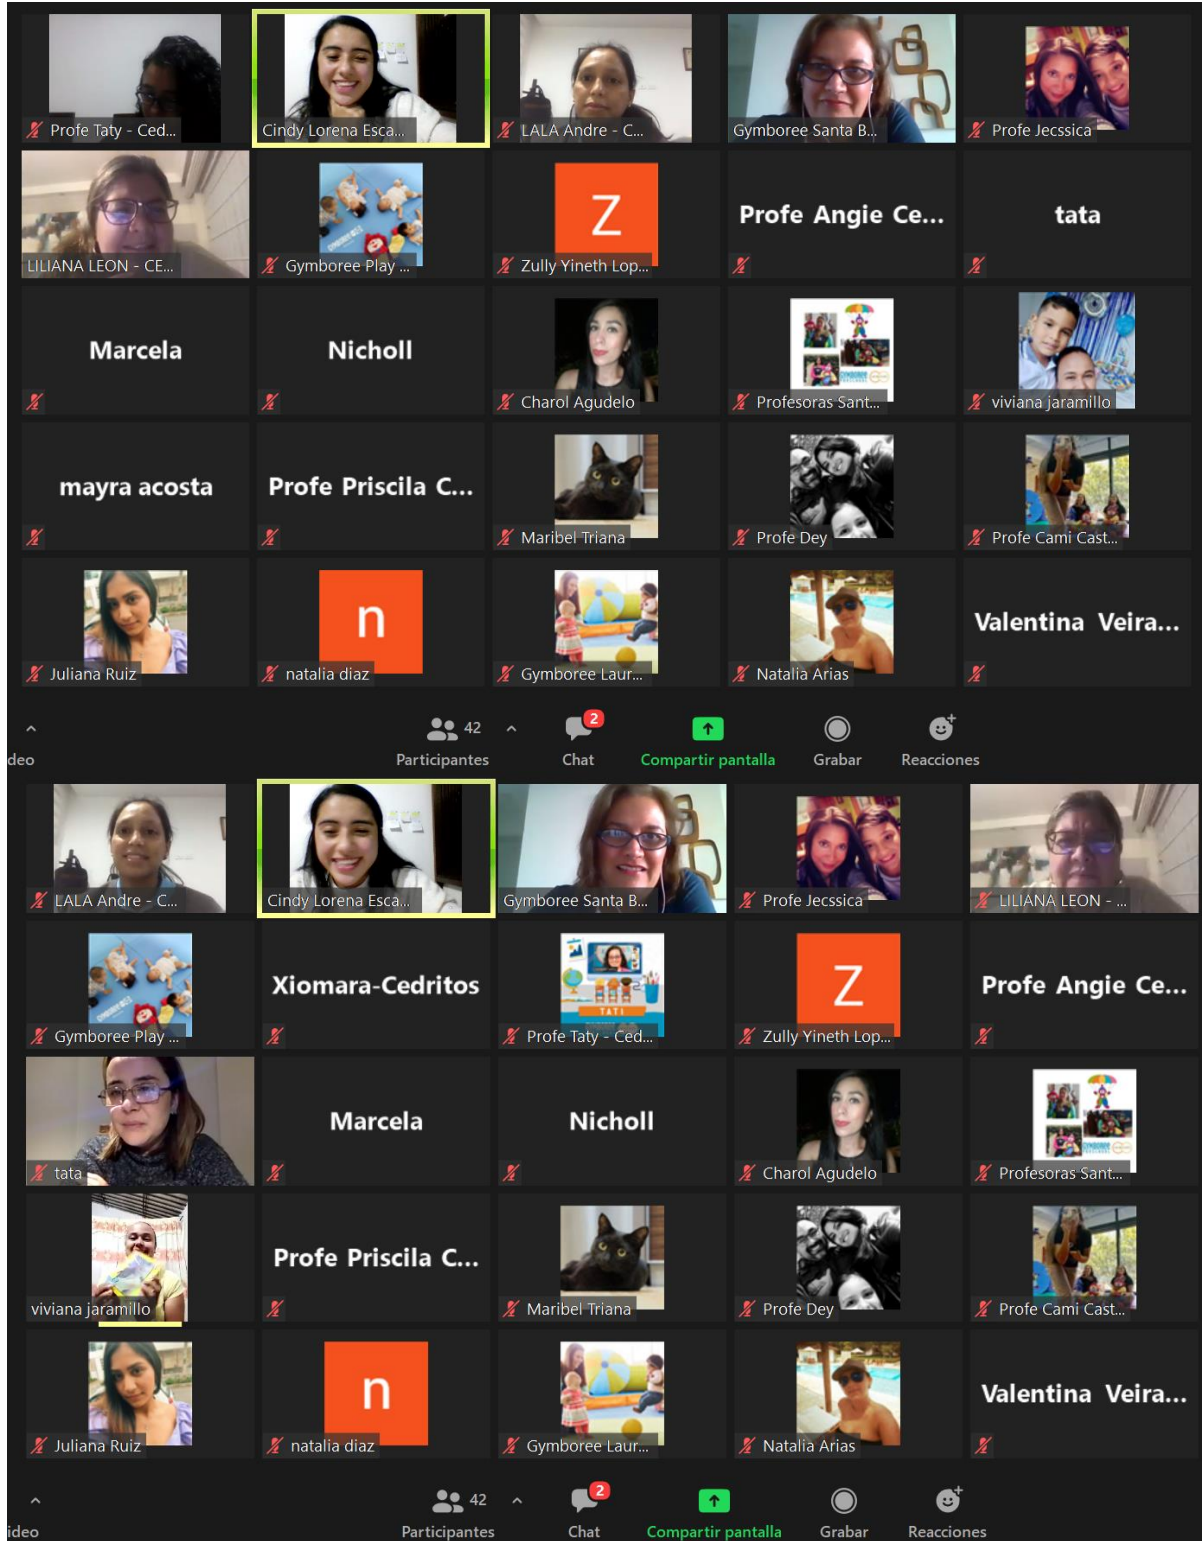 Profe Taty - Ced...
Cindy Lorena Esca...
LALA Andre - C...
Gymboree Santa B...
Profe Jecssica
LILIANA LEON - CE...
Gymboree Play ...
Z
Zully Yineth Lop...
Profe Angie Ce...
tata
Marcela
Nicholl
Charol Agudelo
Profesoras Sant...
viviana jaramillo
mayra acosta
Profe Priscila C...
Maribel Triana
Profe Dey
Profe Cami Cast...
Juliana Ruiz
n
natalia diaz
Gymboree Laur...
Natalia Arias
Valentina Veira...
deo
42
Participantes
2
Chat
Compartir pantalla
Grabar
Reacciones
LALA Andre - C...
Cindy Lorena Esca...
Gymboree Santa B...
Profe Jecssica
LILIANA LEON - ...
Gymboree Play ...
Xiomara-Cedritos
TATI
Profe Taty - Ced...
Z
Zully Yineth Lop...
Profe Angie Ce...
tata
Marcela
Nicholl
Charol Agudelo
Profesoras Sant...
viviana jaramillo
Profe Priscila C...
Maribel Triana
Profe Dey
Profe Cami Cast...
Juliana Ruiz
n
natalia diaz
Gymboree Laur...
Natalia Arias
Valentina Veira...
ideo
42
Participantes
2
Chat
Compartir pantalla
Grabar
Reacciones